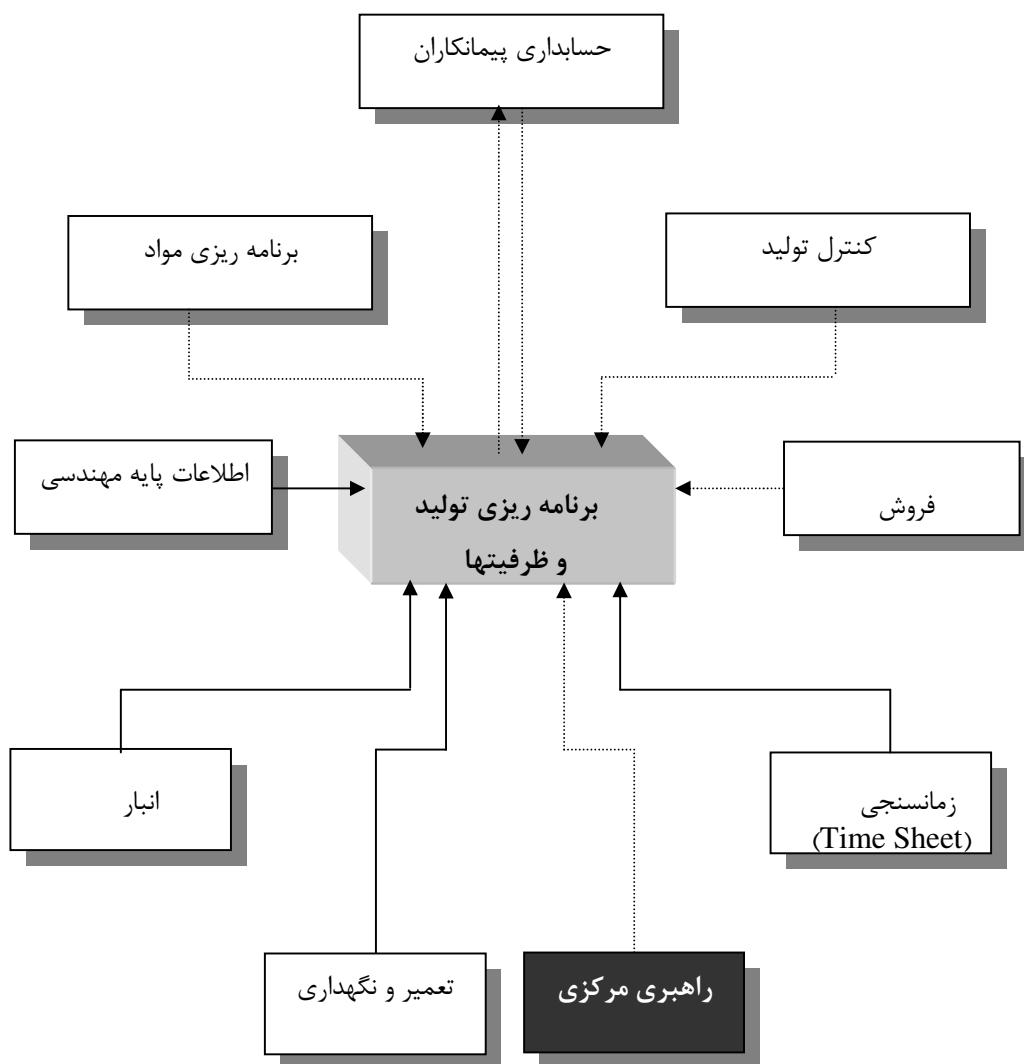 حسابداری پیمانکاران
کنترل تولید
برنامه ریزی مواد
فروش
برنامه ریزی تولید
و ظرفیتها
اطلاعات پایه مهندسی
زمانسنجی
(Time Sheet)
انبار
راهبری مرکزی
تعمیر و نگهداری